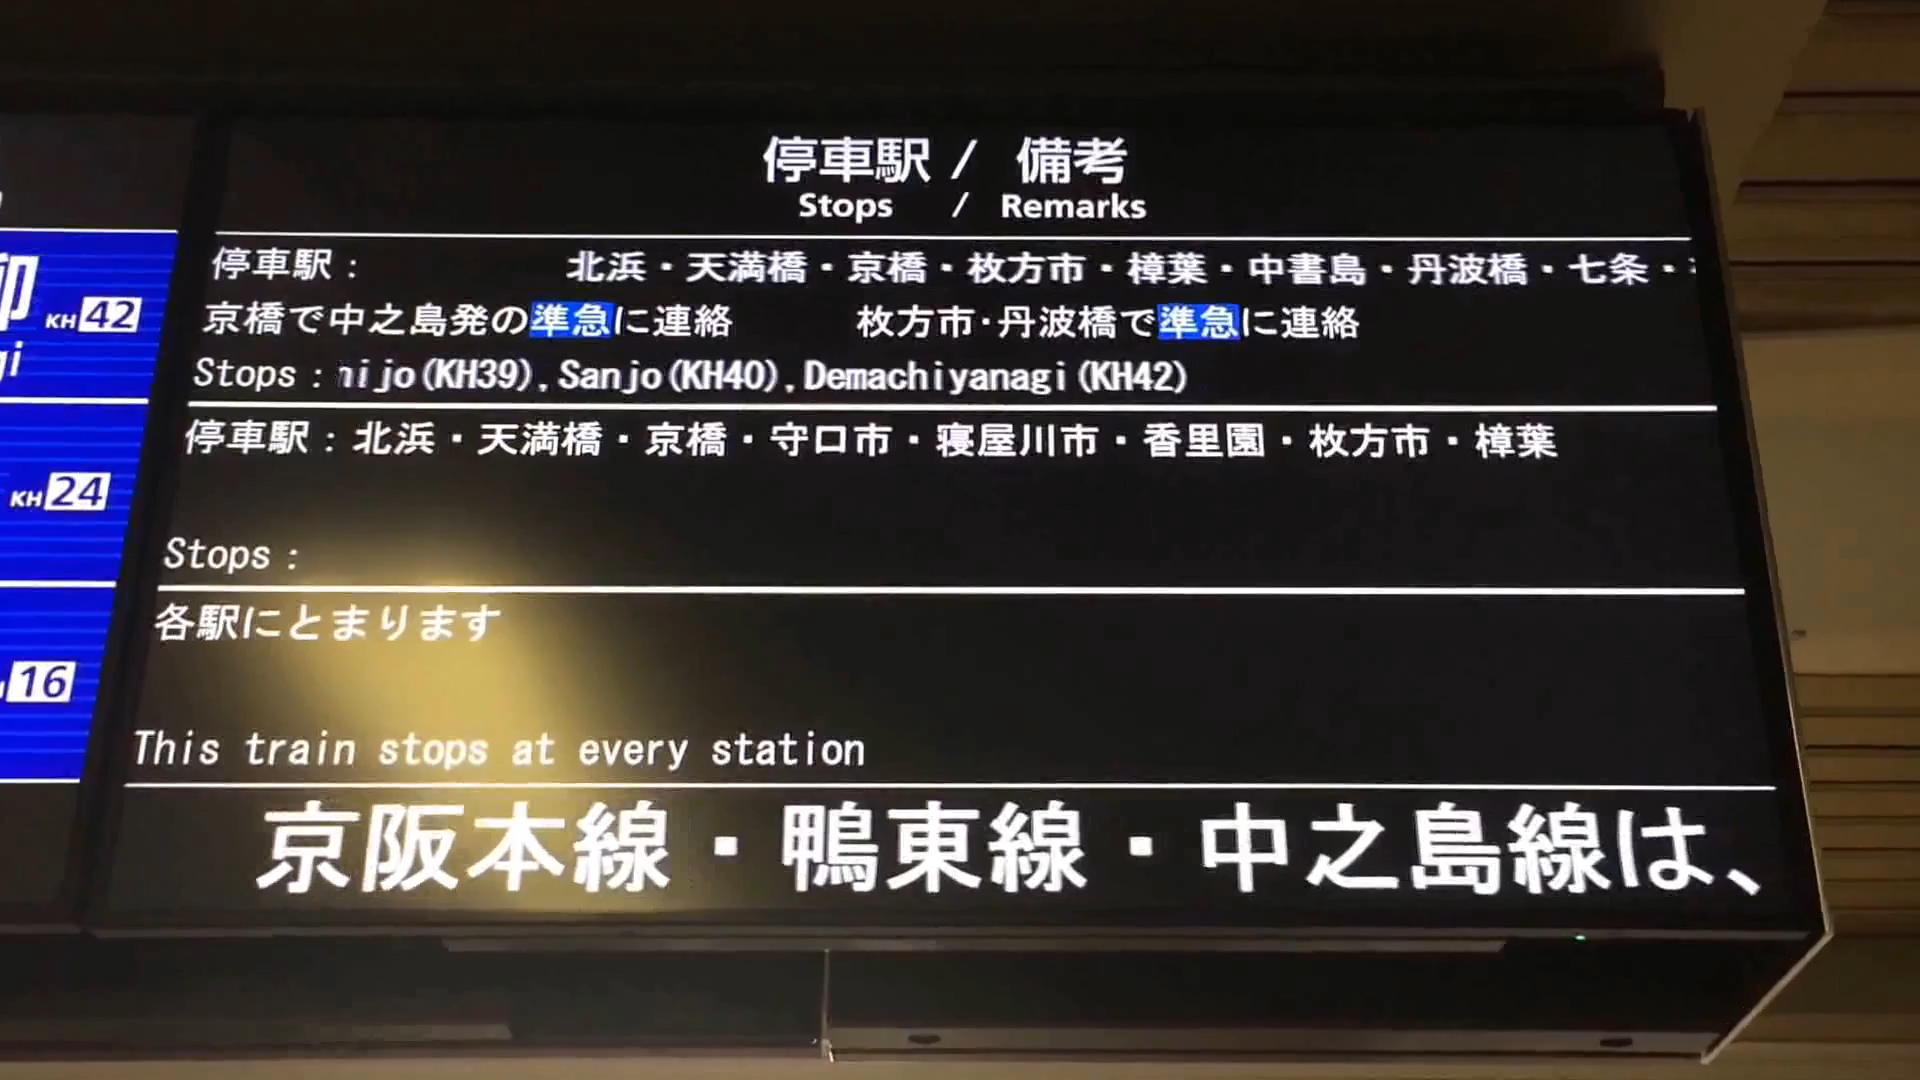 停車駅 / 備考
Stops / Remarks
停車駅： 北浜・天満橋・京橋・枚方市・樟葉・中書島・丹波橋・七条・
KH 42
京橋で中之島発の準急に連絡 枚方市・丹波橋で準急に連絡
Stops：nijo(KH39),Sanjo(KH40),Demachiyanagi(KH42)
gi
停車駅：北浜・天満橋・京橋・守口市・寝屋川市・香里園・枚方市・樟葉
KH 24
Stops：
各駅にとまります
16
This train stops at every station
京阪本線・鴨東線・中之島線は、